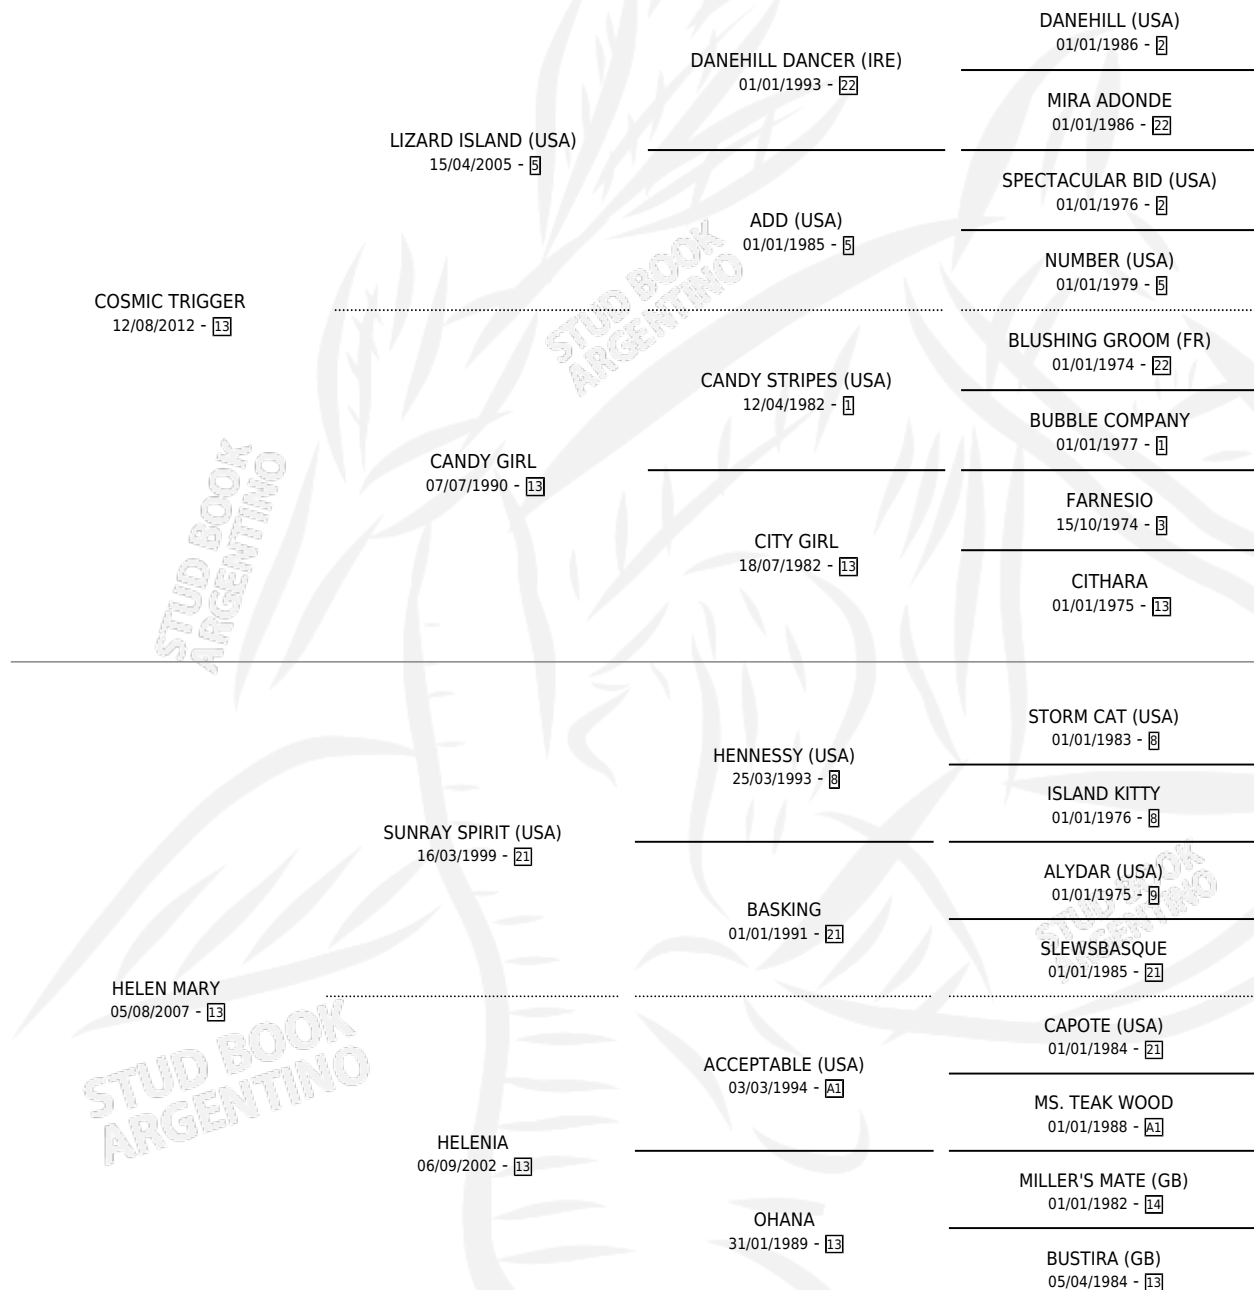 DANEHILL (USA)
01/01/1986 - 2
DANEHILL DANCER (IRE)
01/01/1993 - 22
MIRA ADONDE
01/01/1986 - 22
LIZARD ISLAND (USA)
15/04/2005 - 5
SPECTACULAR BID (USA)
01/01/1976 - 2
ADD (USA)
01/01/1985 - 5
NUMBER (USA)
01/01/1979 - 5
COSMIC TRIGGER
12/08/2012 - 13
BLUSHING GROOM (FR)
01/01/1974 - 22
CANDY STRIPES (USA)
12/04/1982 - 1
BUBBLE COMPANY
01/01/1977 - 1
CANDY GIRL
07/07/1990 - 13
FARNESIO
15/10/1974 - 3
CITY GIRL
18/07/1982 - 13
CITHARA
01/01/1975 - 13
STORM CAT (USA)
01/01/1983 - 8
HENNESSY (USA)
25/03/1993 - 8
ISLAND KITTY
01/01/1976 - 8
SUNRAY SPIRIT (USA)
16/03/1999 - 21
ALYDAR (USA)
01/01/1975 - 9
BASKING
01/01/1991 - 21
SLEWSBASQUE
01/01/1985 - 21
HELEN MARY
05/08/2007 - 13
CAPOTE (USA)
01/01/1984 - 21
ACCEPTABLE (USA)
03/03/1994 - A1
MS. TEAK WOOD
01/01/1988 - A1
HELENIA
06/09/2002 - 13
MILLER'S MATE (GB)
01/01/1982 - 14
OHANA
31/01/1989 - 13
BUSTIRA (GB)
05/04/1984 - 13
STUD BOOK
ARGENTINO
STUD BOOK
ARGENTINO
STUD BOOK
ARGENTINO
STUD BOOK
ARGENTINO